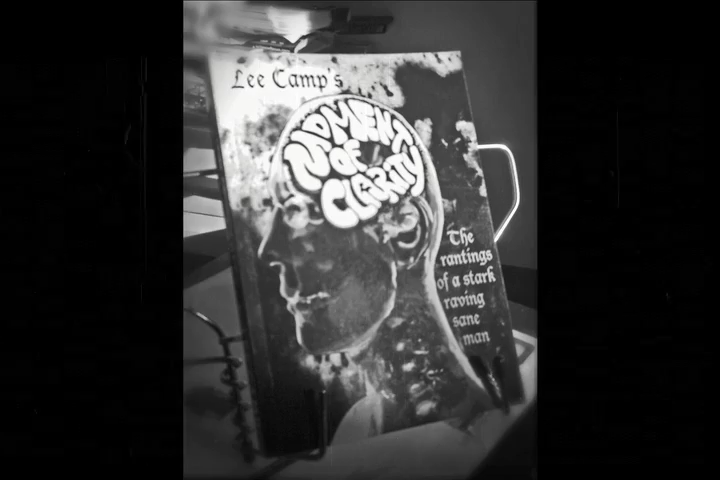 Lee Camp's
MOMENT
OF
CLARITY
The
rantings
of a stark
raving
sane
man